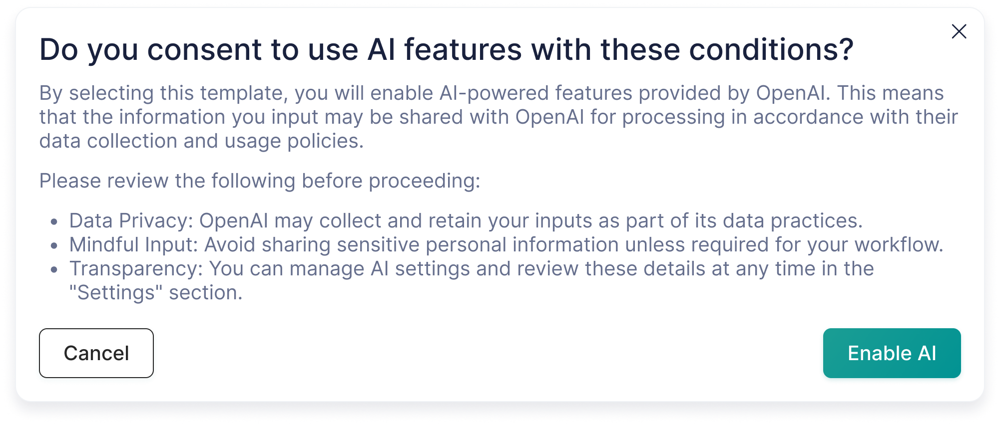 Do you consent to use AI features with these conditions?
By selecting this template, you will enable AI-powered features provided by OpenAI. This means
that the information you input may be shared with OpenAI for processing in accordance with their
data collection and usage policies.
Please review the following before proceeding:
• Data Privacy: OpenAI may collect and retain your inputs as part of its data practices.
• Mindful Input: Avoid sharing sensitive personal information unless required for your workflow.
• Transparency: You can manage AI settings and review these details at any time in the
"Settings" section.
Cancel
Enable AI